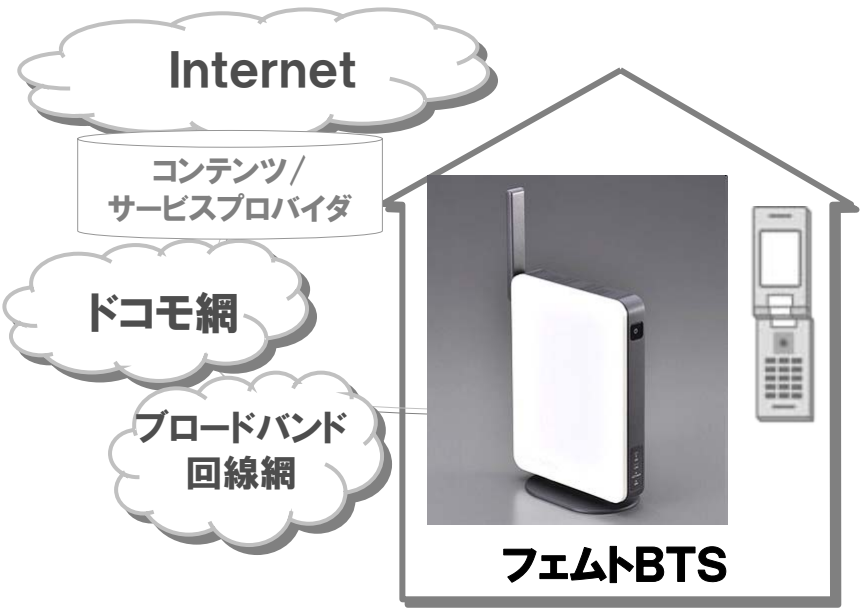 Internet
コンテンツ/
サービスプロバイダ
ドコモ網
ブロードバンド
回線網
フェムトBTS